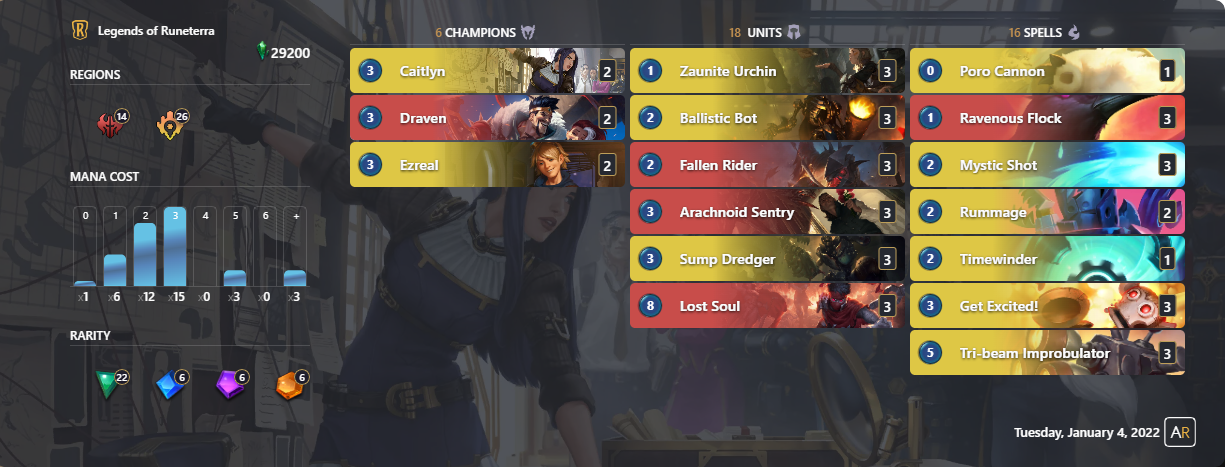 Legends of Runeterra
29200
REGIONS
14 26
MANA COST
0 1 2 3 4 5 6 +
x1 x6 x12 x15 x0 x3 x0 x3
RARITY
22 6 6 6
6 CHAMPIONS
3 Caitlyn 2
3 Draven 2
3 Ezreal 2
18 UNITS
1 Zaunite Urchin 3
2 Ballistic Bot 3
2 Fallen Rider 3
3 Arachnoid Sentry 3
3 Sump Dredger 3
8 Lost Soul 3
16 SPELLS
0 Poro Cannon 1
1 Ravenous Flock 3
2 Mystic Shot 3
2 Rummage 2
2 Timewinder 1
3 Get Excited! 3
5 Tri-beam Improbulator 3
Tuesday, January 4, 2022 AR